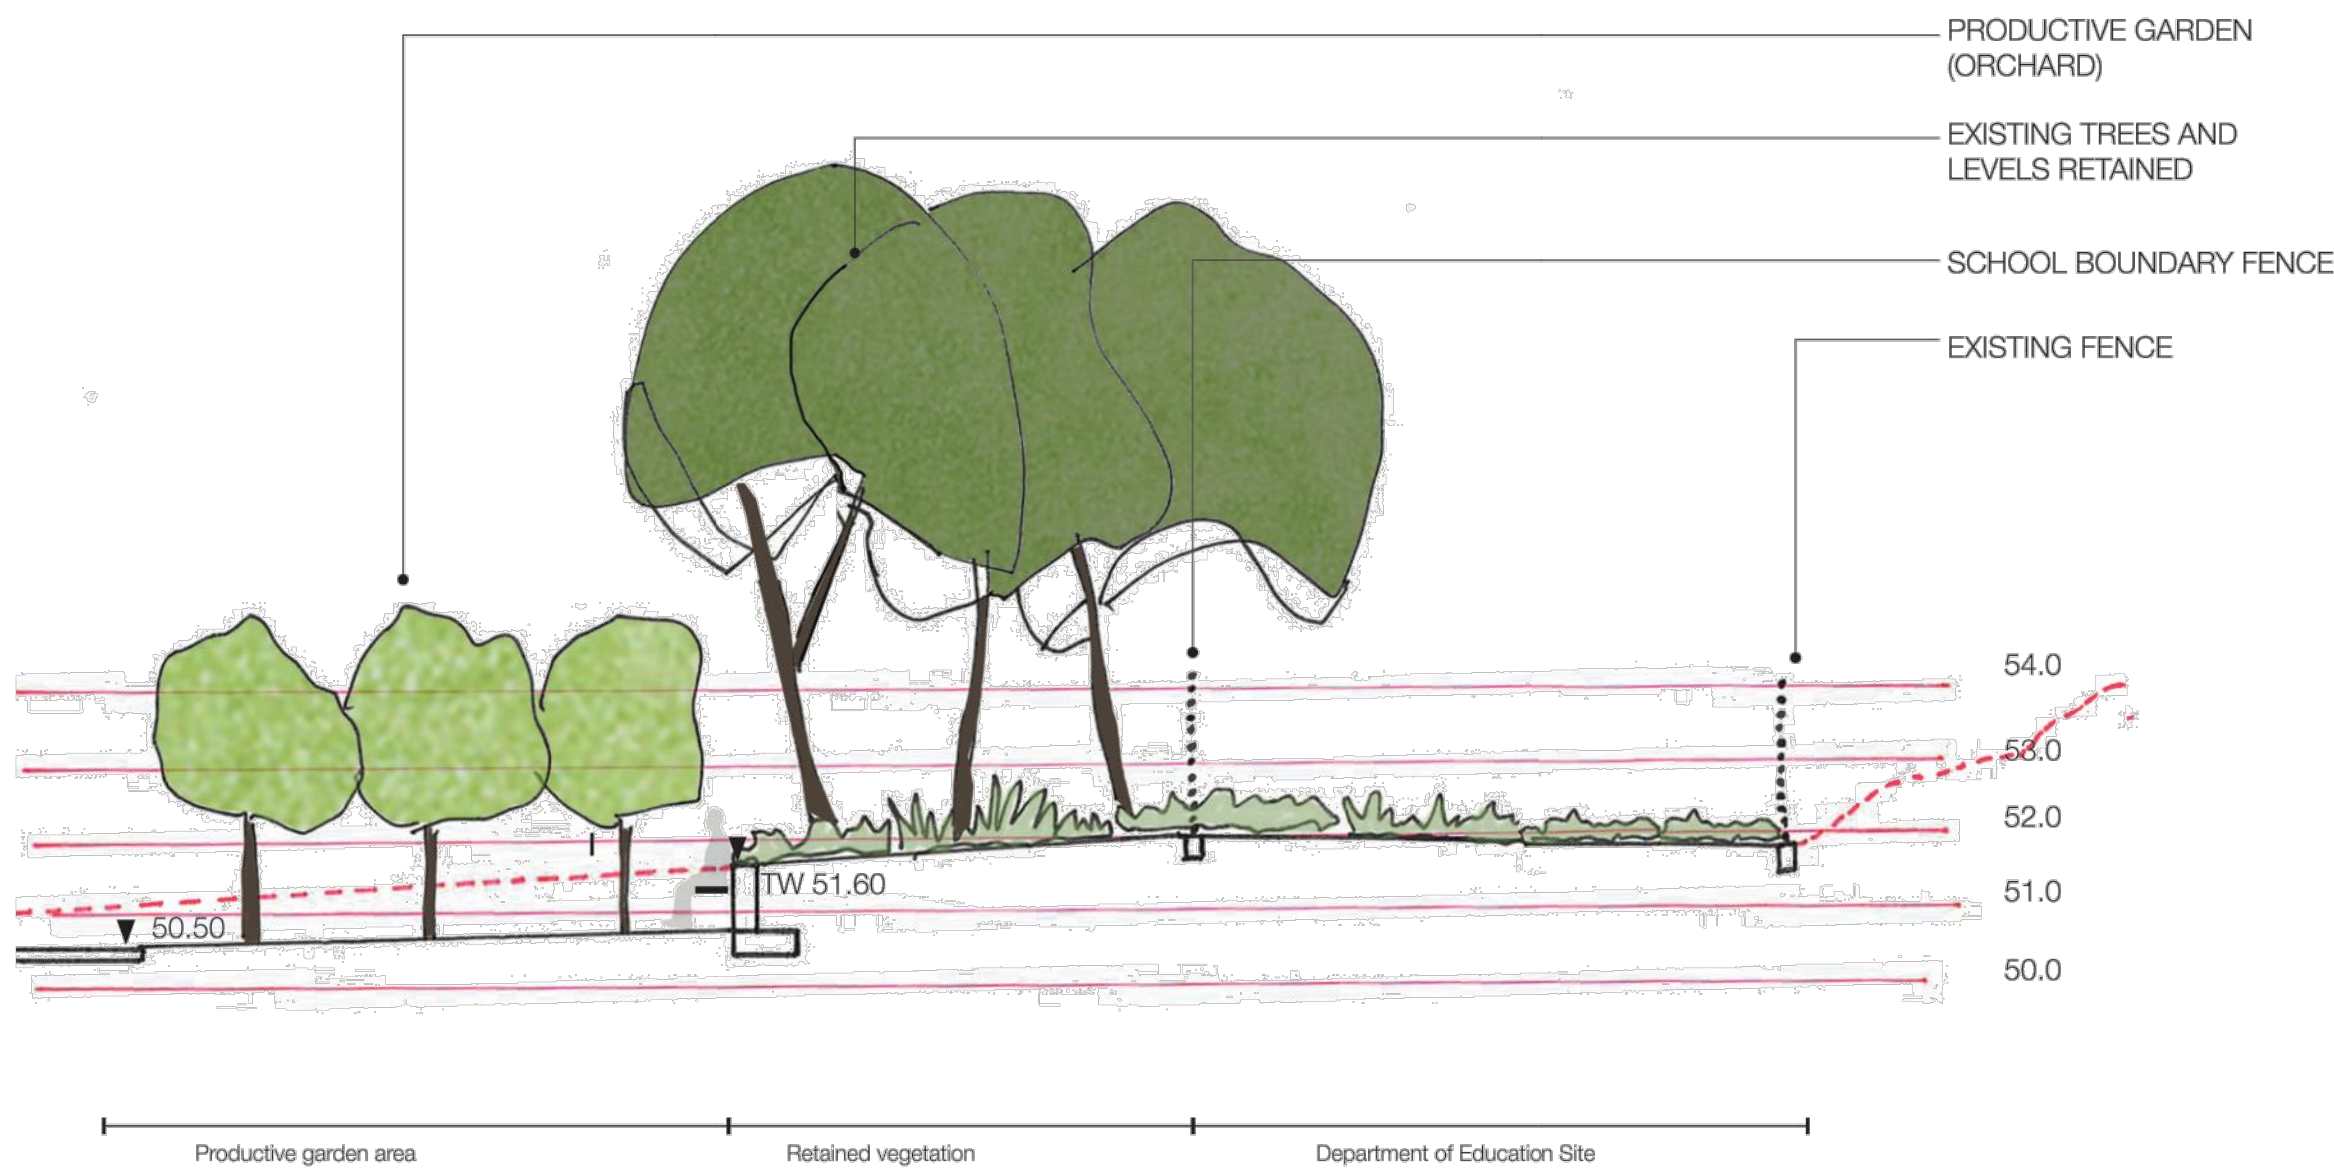 PRODUCTIVE GARDEN
(ORCHARD)
EXISTING TREES AND
LEVELS RETAINED
SCHOOL BOUNDARY FENCE
EXISTING FENCE
54.0
53.0
52.0
TW 51.60
51.0
50.50
50.0
Productive garden area
Retained vegetation
Department of Education Site